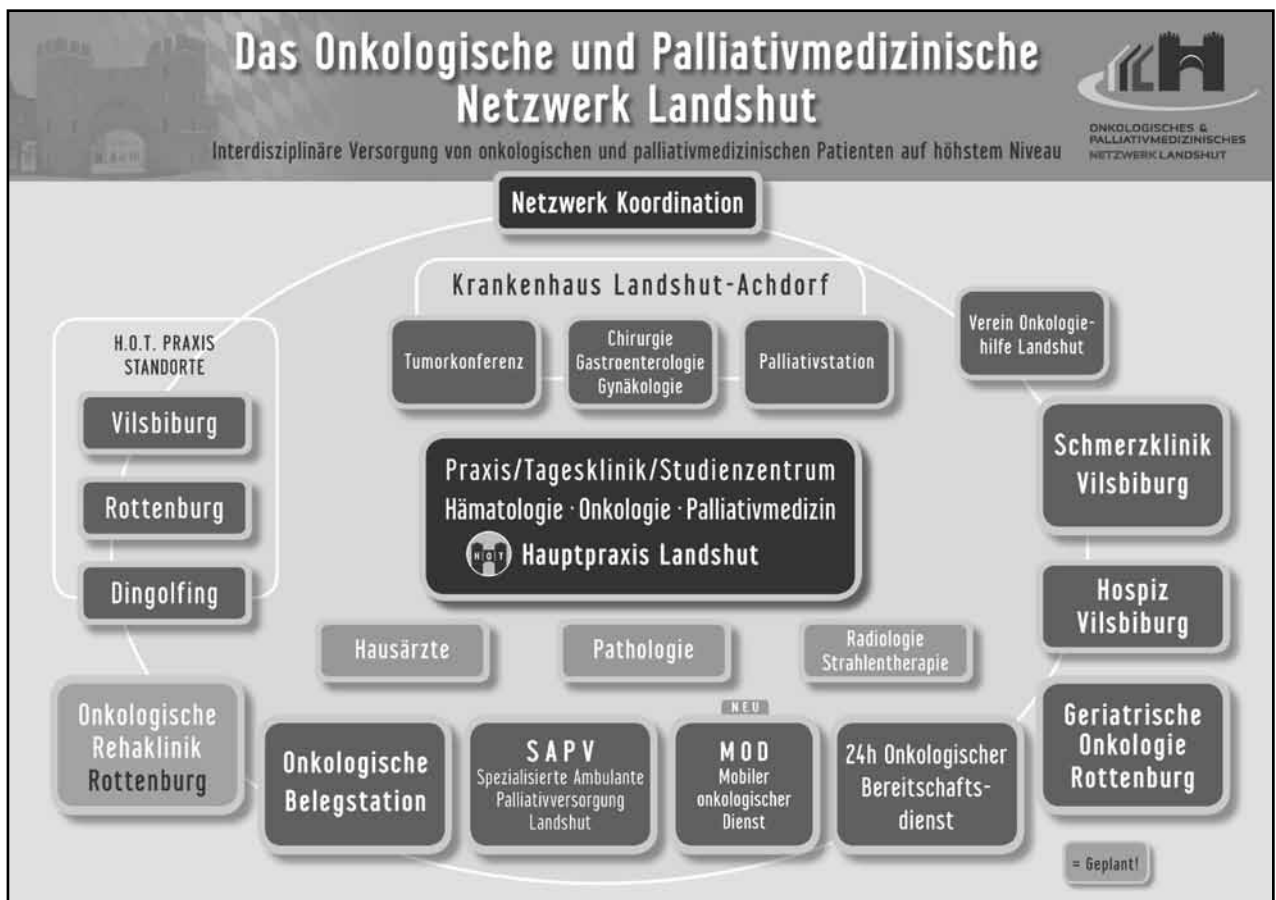 Das Onkologische und Palliativmedizinische
Netzwerk Landshut
Interdisziplinäre Versorgung von onkologischen und palliativmedizinischen Patienten auf höhstem Niveau
ONKOLOGISCHES &
PALLIATIVMEDIZINISCHES
NETZWERK LANDSHUT
Netzwerk Koordination
Krankenhaus Landshut-Achdorf
Tumorkonferenz
Chirurgie
Gastroenterologie
Gynäkologie
Palliativstation
Verein Onkologie-
hilfe Landshut
H.O.T. PRAXIS
STANDORTE
Vilsbiburg
Rottenburg
Dingolfing
Praxis/Tagesklinik/Studienzentrum
Hämatologie · Onkologie · Palliativmedizin
H O T Hauptpraxis Landshut
Schmerzklinik
Vilsbiburg
Hospiz
Vilsbiburg
Hausärzte
Pathologie
Radiologie
Strahlentherapie
Onkologische
Rehaklinik
Rottenburg
Onkologische
Belegstation
SAPV
Spezialisierte Ambulante
Palliativversorgung
Landshut
NEU
MOD
Mobiler
onkologischer
Dienst
24h Onkologischer
Bereitschafts-
dienst
Geriatrische
Onkologie
Rottenburg
= Geplant!